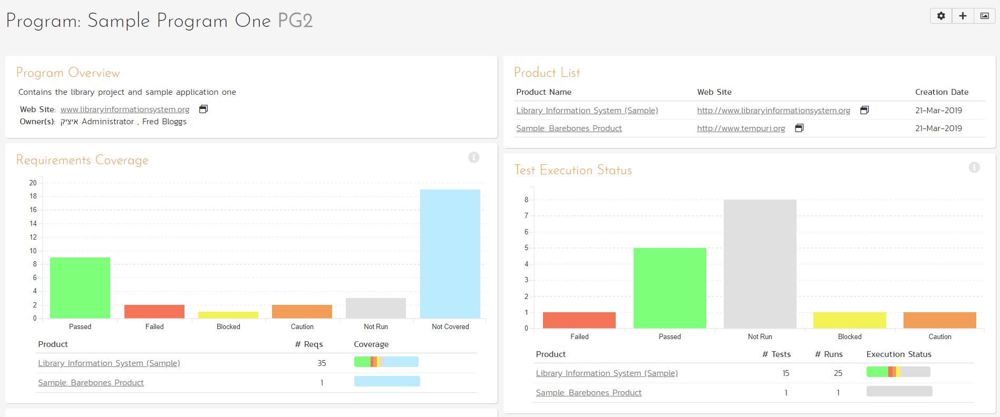 Program: Sample Program One PG2
Program Overview
Contains the library project and sample application one
Web Site: www.libraryinformationsystem.org
Owner(s): איציק Administrator , Fred Bloggs
Product List
Product Name Web Site Creation Date
Library Information System (Sample) http://www.libraryinformationsystem.org 21-Mar-2019
Sample: Barebones Product http://www.tempuri.org 21-Mar-2019
Requirements Coverage
20
18
16
14
12
10
8
6
4
2
0
Passed Failed Blocked Caution Not Run Not Covered
Product # Reqs Coverage
Library Information System (Sample) 35
Sample: Barebones Product 1
Test Execution Status
8
7
6
5
4
3
2
1
0
Failed Passed Not Run Blocked Caution
Product # Tests # Runs Execution Status
Library Information System (Sample) 15 25
Sample: Barebones Product 1 1